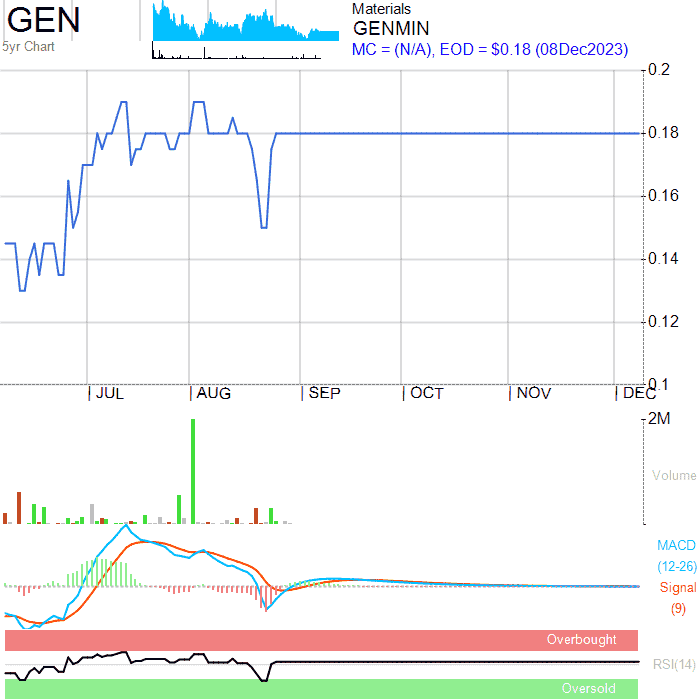 GEN
5yr Chart
Materials
GENMIN
MC = (N/A), EOD = $0.18 (08Dec2023)
0.2
0.18
0.16
0.14
0.12
0.1
JUL AUG SEP OCT NOV DEC
2M
Volume
MACD
(12-26)
Signal
(9)
Overbought
RSI(14)
Oversold